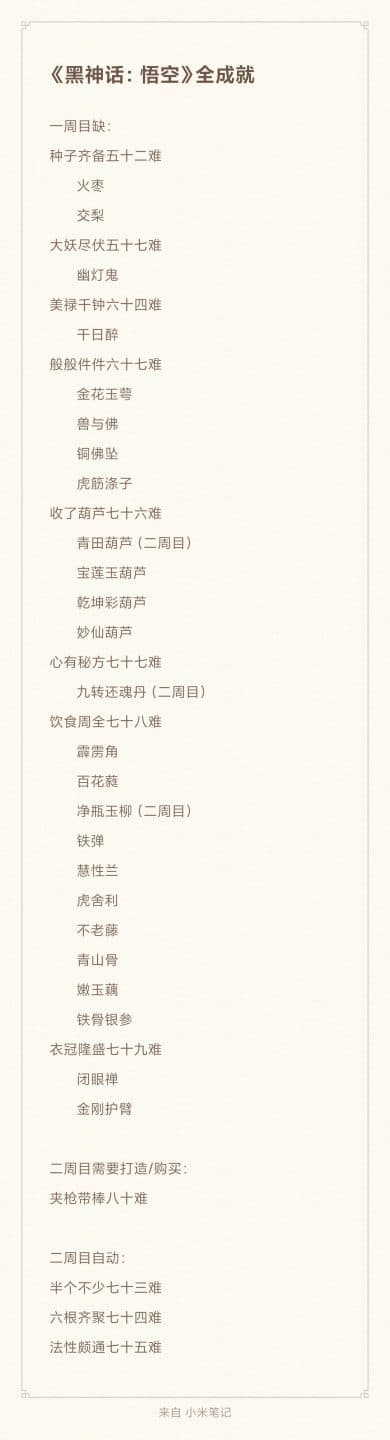 《黑神话：悟空》全成就
一周目缺：
种子齐备五十二难
火枣
交梨
大妖尽伏五十七难
幽灯鬼
美禄千钟六十四难
千日醉
般般件件六十七难
金花玉萼
兽与佛
铜佛坠
虎筋涤子
收了葫芦七十六难
青田葫芦（二周目）
宝莲玉葫芦
乾坤彩葫芦
妙仙葫芦
心有秘方七十七难
九转还魂丹（二周目）
饮食周全七十八难
霹雳角
百花蕤
净瓶玉柳（二周目）
铁弹
慧性兰
虎舍利
不老藤
青山骨
嫩玉藕
铁骨银参
衣冠隆盛七十九难
闭眼禅
金刚护臂
二周目需要打造/购买：
夹枪带棒八十难
二周目自动：
半个不少七十三难
六根齐聚七十四难
法性颇通七十五难
来自 小米笔记